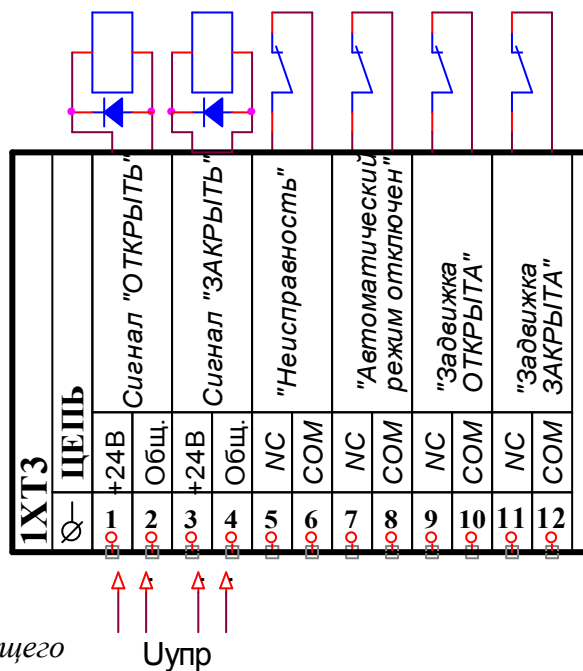 1ХТ3
ЦЕПЬ
Сигнал "ОТКРЫТЬ"
Сигнал "ЗАКРЫТЬ"
"Неисправность"
"Автоматический
режим отключен"
"Задвижка
ОТКРЫТА"
"Задвижка
ЗАКРЫТА"
+24В
Общ.
+24В
Общ.
NC
COM
NC
COM
NC
COM
NC
COM
1
2
3
4
5
6
7
8
9
10
11
12
щего
Uупр